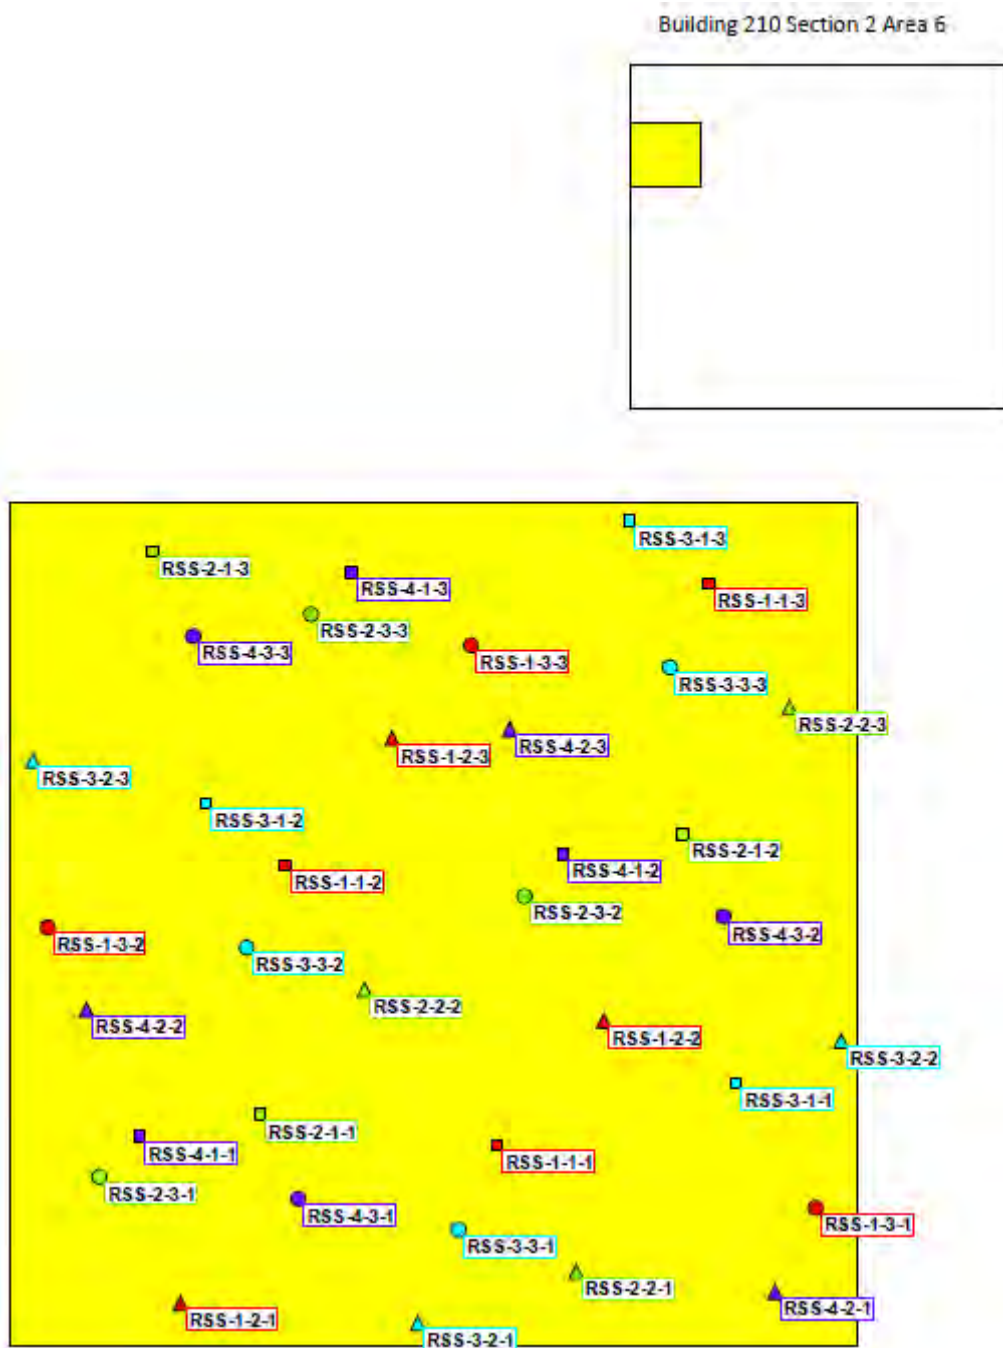 Building 210 Section 2 Area 6
RSS-3-1-3
RSS-2-1-3
RSS-4-1-3
RSS-1-1-3
RSS-2-3-3
RSS-4-3-3
RSS-1-3-3
RSS-3-3-3
RSS-2-2-3
RSS-4-2-3
RSS-1-2-3
RSS-3-2-3
RSS-3-1-2
RSS-2-1-2
RSS-4-1-2
RSS-1-1-2
RSS-2-3-2
RSS-4-3-2
RSS-1-3-2
RSS-3-3-2
RSS-2-2-2
RSS-4-2-2
RSS-1-2-2
RSS-3-2-2
RSS-3-1-1
RSS-2-1-1
RSS-4-1-1
RSS-1-1-1
RSS-2-3-1
RSS-4-3-1
RSS-1-3-1
RSS-3-3-1
RSS-2-2-1
RSS-4-2-1
RSS-1-2-1
RSS-3-2-1